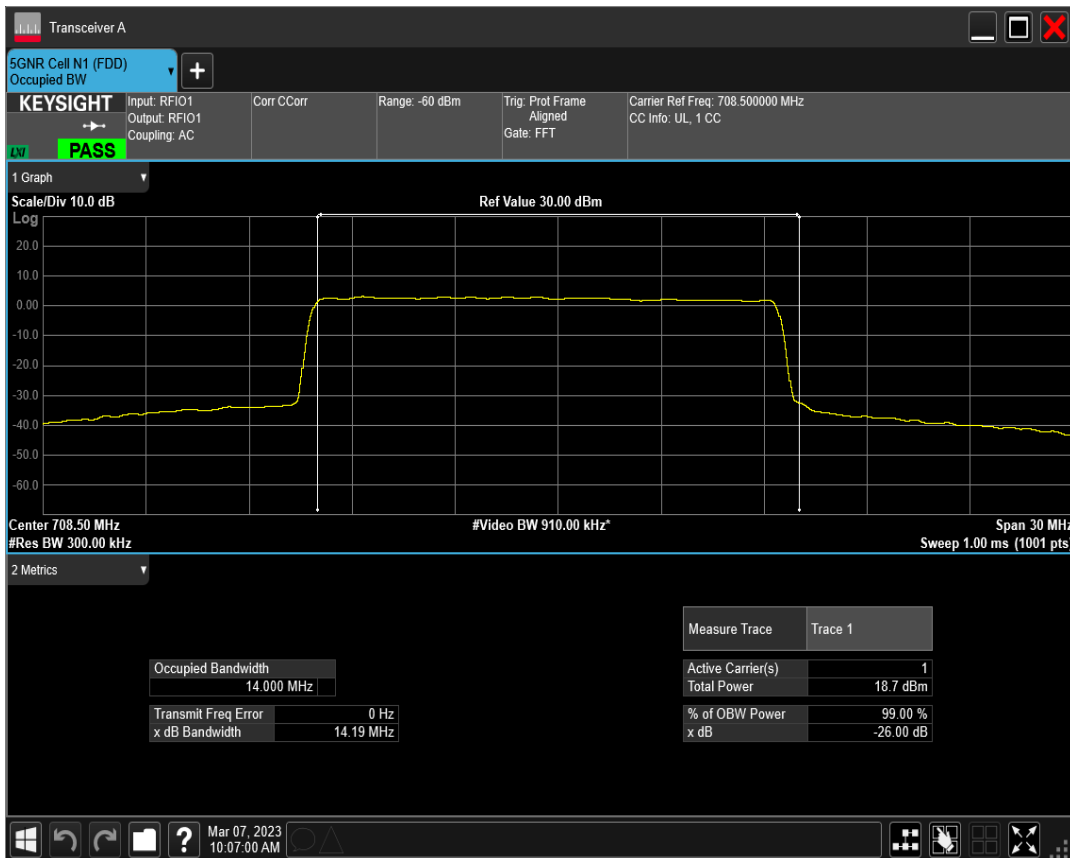 Transceiver A
5GNR Cell N1 (FDD)
Occupied BW
+
KEYSIGHT
LXI
PASS
Input: RFIO1
Output: RFIO1
Coupling: AC
Corr CCorr
Range: -60 dBm
Trig: Prot Frame
Aligned
Gate: FFT
Carrier Ref Freq: 708.500000 MHz
CC Info: UL, 1 CC
1 Graph
Scale/Div 10.0 dB
Ref Value 30.00 dBm
Log
20.0
10.0
0.00
-10.0
-20.0
-30.0
-40.0
-50.0
-60.0
Center 708.50 MHz
#Video BW 910.00 kHz*
Span 30 MHz
#Res BW 300.00 kHz
Sweep 1.00 ms (1001 pts)
2 Metrics
Measure Trace Trace 1
Occupied Bandwidth
14.000 MHz
Active Carrier(s) 1
Total Power 18.7 dBm
Transmit Freq Error 0 Hz
x dB Bandwidth 14.19 MHz
% of OBW Power 99.00 %
x dB -26.00 dB
?
Mar 07, 2023
10:07:00 AM